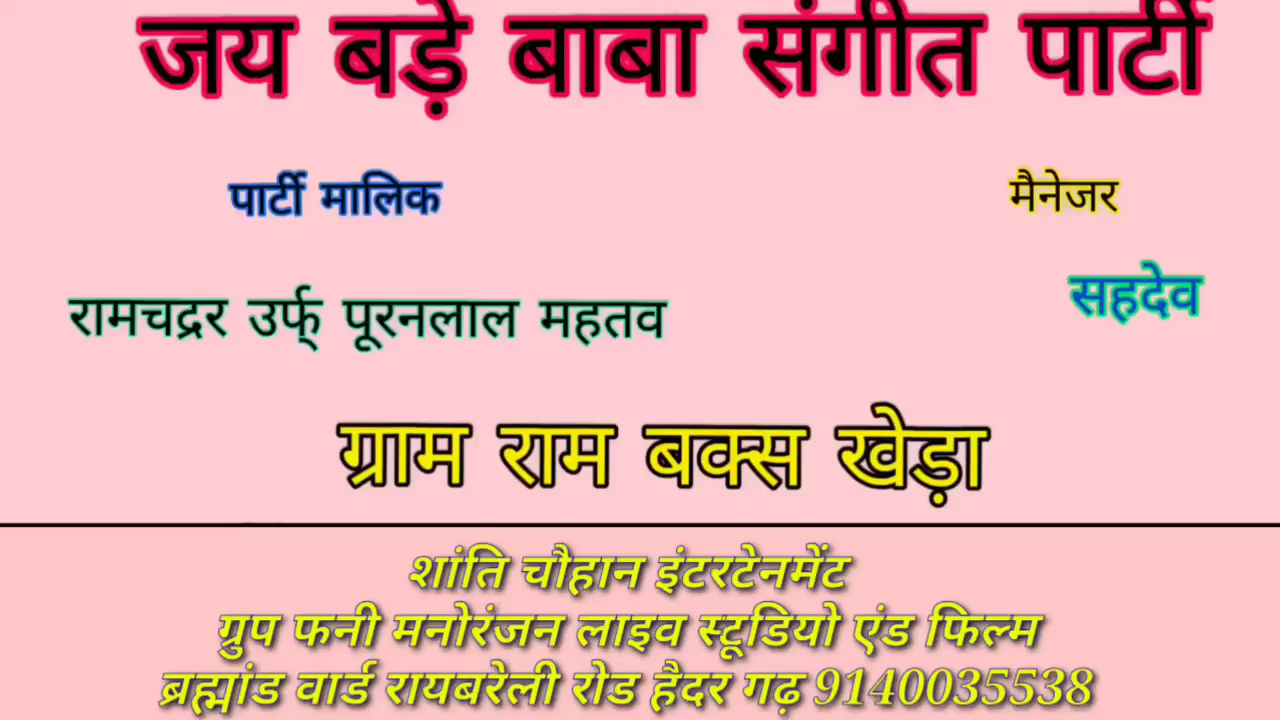 जय बड़े बाबा संगीत पार्टी
पार्टी मालिक
मैनेजर
रामचद्रर उर्फ् पूरनलाल महतव
सहदेव
ग्राम राम बक्स खेड़ा
शांति चौहान इंटरटेनमेंट
ग्रुप फनी मनोरंजन लाइव स्टूडियो एंड फिल्म
ब्रह्मांड वार्ड रायबरेली रोड हैदर गढ़ 9140035538